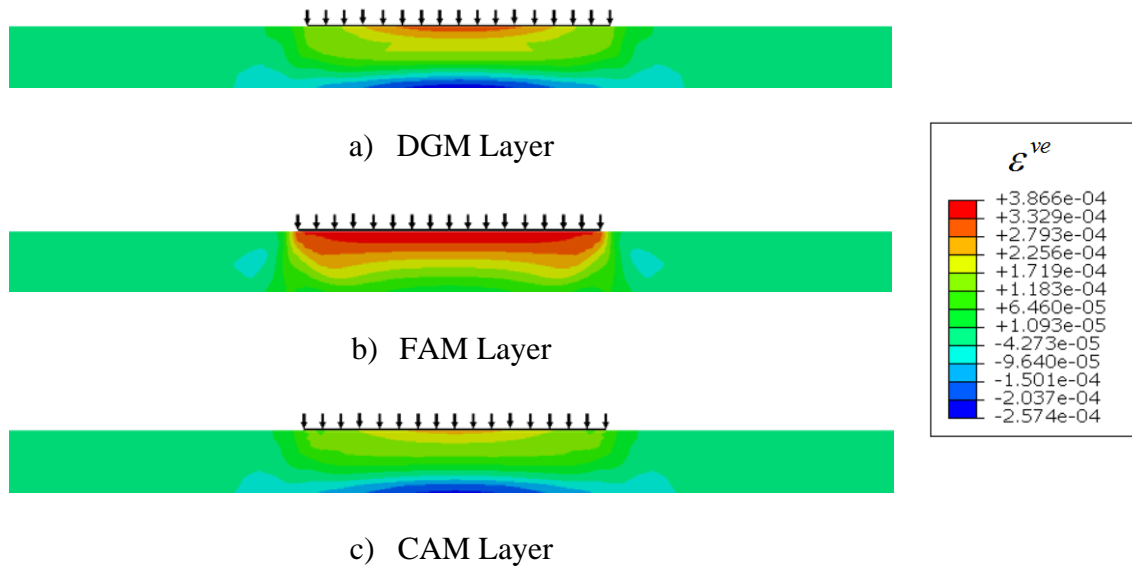 a) DGM Layer
b) FAM Layer
c) CAM Layer
ε^ve
+3.866e-04
+3.329e-04
+2.793e-04
+2.256e-04
+1.719e-04
+1.183e-04
+6.460e-05
+1.093e-05
-4.273e-05
-9.640e-05
-1.501e-04
-2.037e-04
-2.574e-04